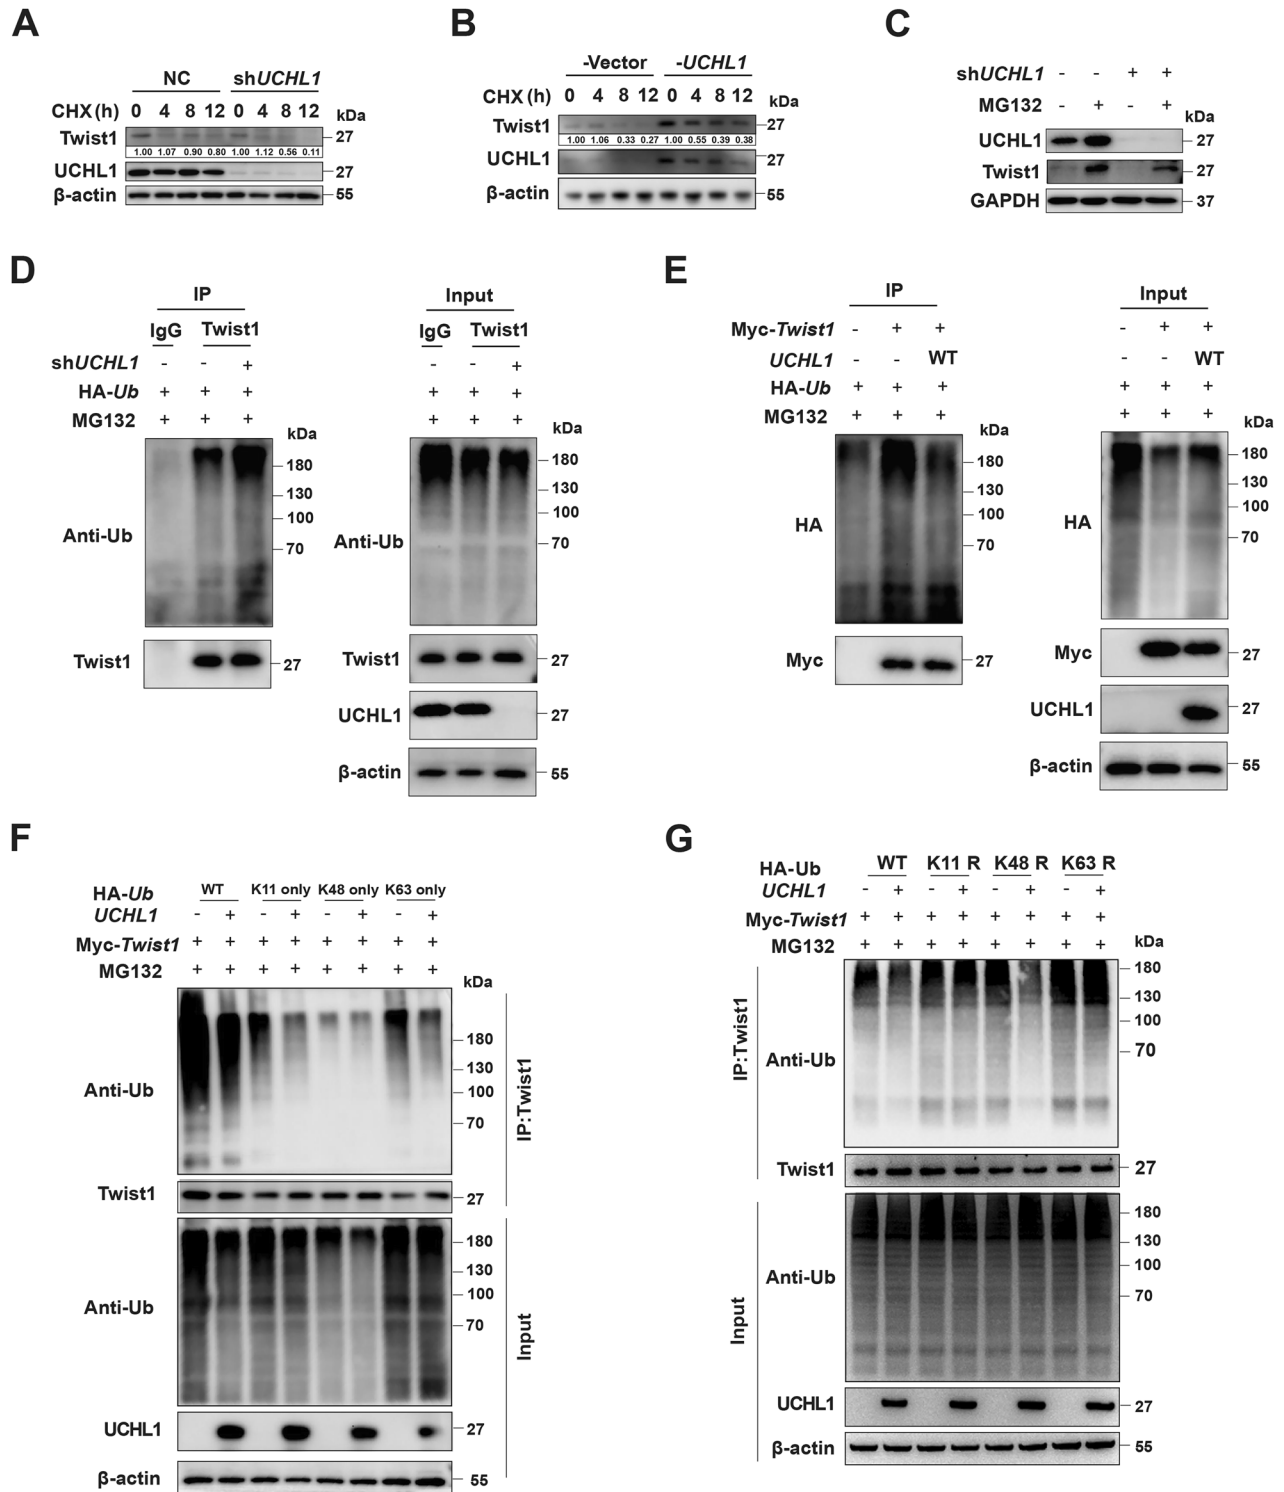 A
NC shUCHL1
CHX (h) 0 4 8 12 0 4 8 12 kDa
Twist1 27
1.00 1.07 0.90 0.80 1.00 1.12 0.56 0.11
UCHL1 27
β-actin 55
B
-Vector -UCHL1
CHX (h) 0 4 8 12 0 4 8 12 kDa
Twist1 27
1.00 1.06 0.33 0.27 1.00 0.55 0.39 0.38
UCHL1 27
β-actin 55
C
shUCHL1 - - + +
MG132 - + - + kDa
UCHL1 27
Twist1 27
GAPDH 37
D
IP
IgG Twist1
shUCHL1 - - +
HA-Ub + + +
MG132 + + +
kDa
180
130
100
Anti-Ub
70
Twist1 27
Input
IgG Twist1
- - +
+ + +
+ + +
kDa
180
130
100
Anti-Ub 70
Twist1 27
UCHL1 27
β-actin 55
E
IP
Myc-Twist1 - + +
UCHL1 - - WT
HA-Ub + + +
MG132 + + +
kDa
180
130
100
HA
70
Myc 27
Input
- + +
- - WT
+ + +
+ + +
kDa
180
130
100
HA
70
Myc 27
UCHL1 27
β-actin 55
F
HA-Ub WT K11 only K48 only K63 only
UCHL1 - + - + - + - +
Myc-Twist1 + + + + + + + +
MG132 + + + + + + + +
kDa
180
130
Anti-Ub 100
70
Twist1 27
IP:Twist1
180
130
Anti-Ub 100
70
UCHL1 27
β-actin 55
Input
G
HA-Ub WT K11 R K48 R K63 R
UCHL1 - + - + - + - +
Myc-Twist1 + + + + + + + +
MG132 + + + + + + + +
kDa
180
130
100
Anti-Ub 70
Twist1 27
IP:Twist1
180
130
Anti-Ub 100
70
UCHL1 27
β-actin 55
Input